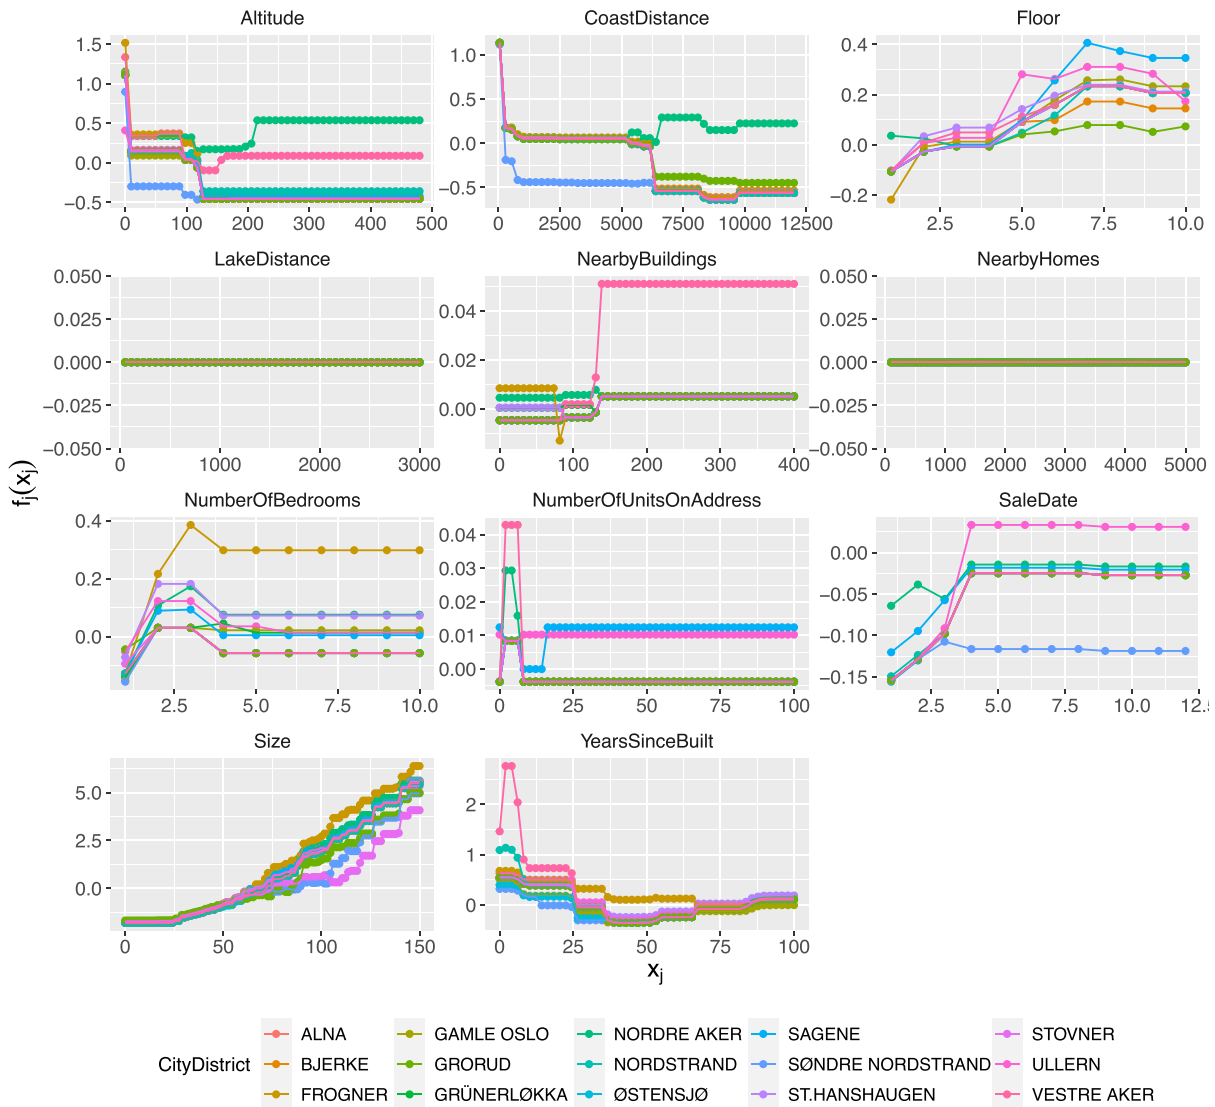 Altitude CoastDistance Floor
1.5
1.0
0.5
0.0
−0.5
0 100 200 300 400 500
1.0
0.5
0.0
−0.5
0 2500 5000 7500 10000 12500
0.4
0.2
0.0
−0.2
2.5 5.0 7.5 10.0
LakeDistance NearbyBuildings NearbyHomes
0.050
0.025
0.000
−0.025
−0.050
0 1000 2000 3000
0.04
0.02
0.00
0 100 200 300 400
0.050
0.025
0.000
−0.025
−0.050
0 1000 2000 3000 4000 5000
NumberOfBedrooms NumberOfUnitsOnAddress SaleDate
0.4
0.2
0.0
2.5 5.0 7.5 10.0
0.04
0.03
0.02
0.01
0.00
0 25 50 75 100
0.00
−0.05
−0.10
−0.15
2.5 5.0 7.5 10.0 12.5
Size YearsSinceBuilt
5.0
2.5
0.0
0 50 100 150
2
1
0
0 25 50 75 100
fj(xj)
xj
CityDistrict
ALNA GAMLE OSLO NORDRE AKER SAGENE STOVNER
BJERKE GRORUD NORDSTRAND SØNDRE NORDSTRAND ULLERN
FROGNER GRÜNERLØKKA ØSTENSJØ ST.HANSHAUGEN VESTRE AKER